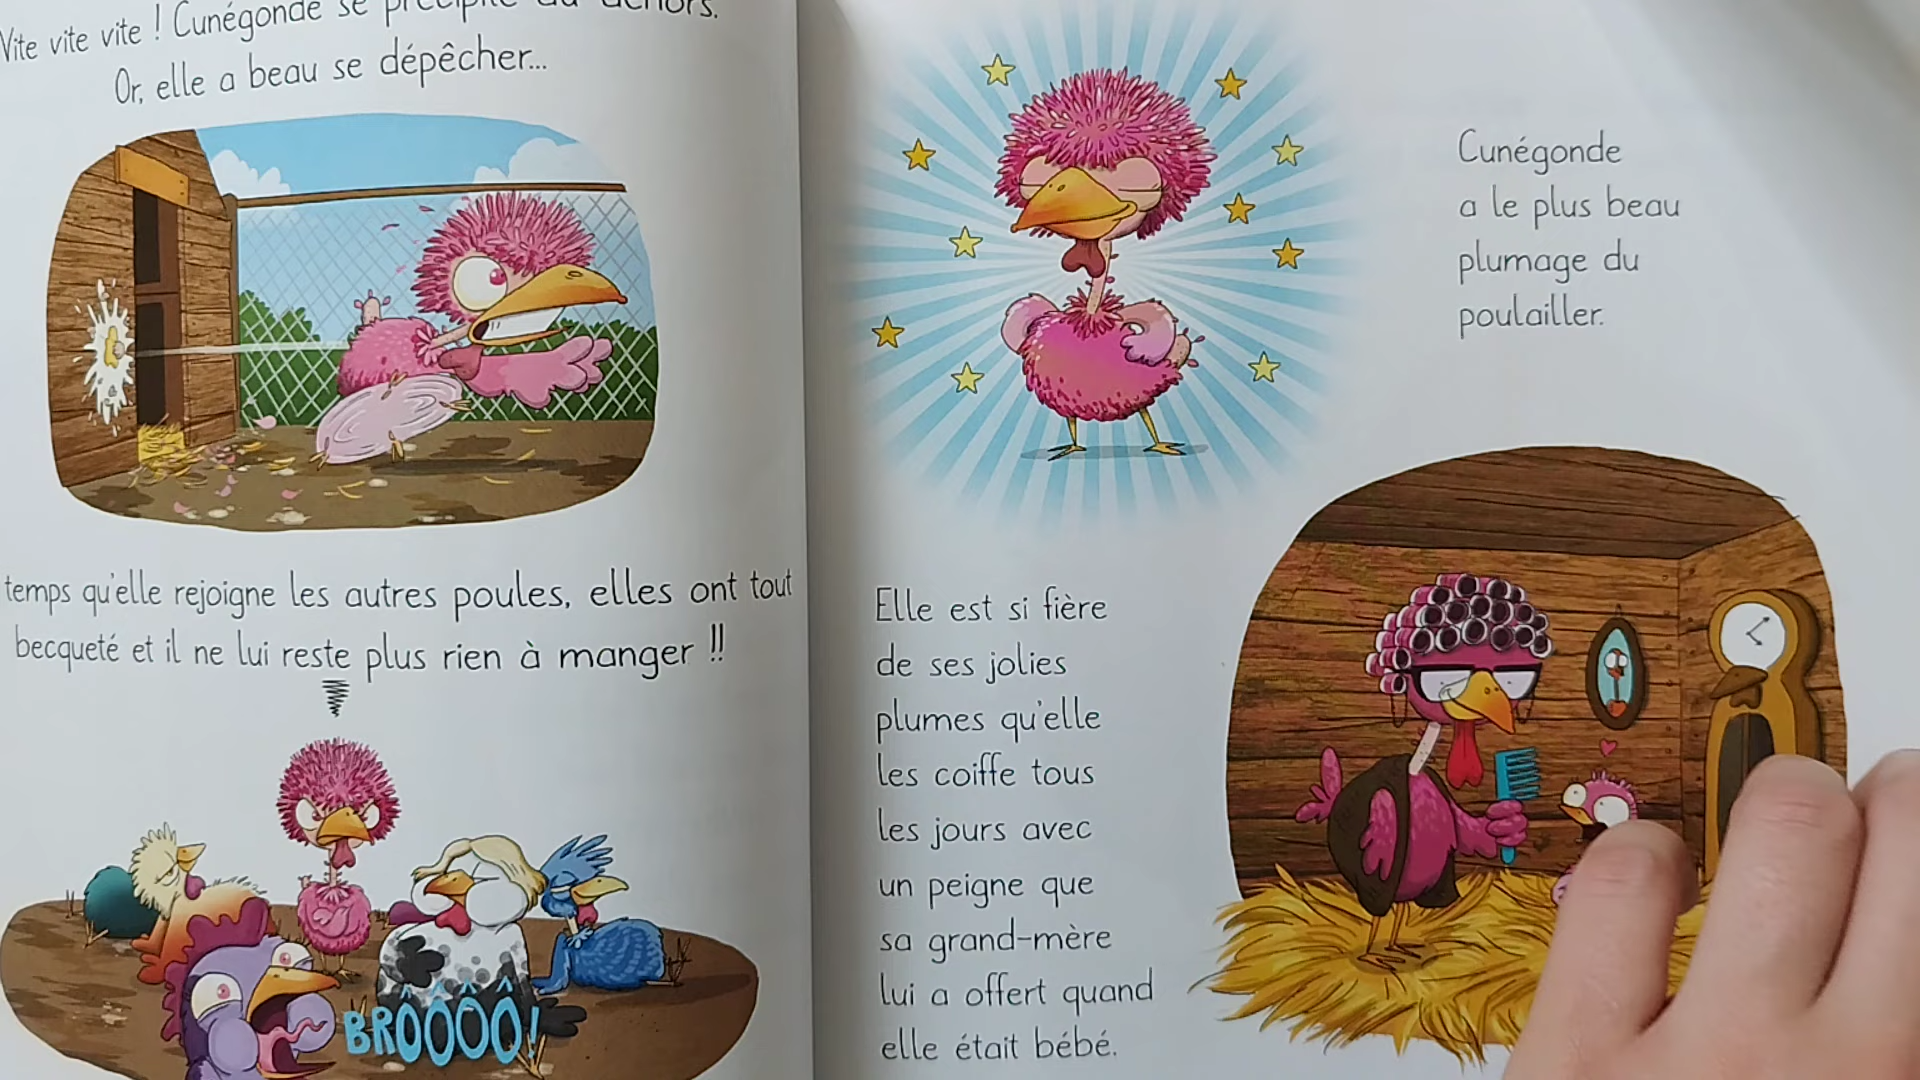 Vite vite vite ! Cunégonde se précipite au dehors.
Or, elle a beau se dépêcher...
temps qu'elle rejoigne les autres poules, elles ont tout
becqueté et il ne lui reste plus rien à manger !!
BRÔÔÔÔ!
Cunégonde
a le plus beau
plumage du
poulailler.
Elle est si fière
de ses jolies
plumes qu'elle
les coiffe tous
les jours avec
un peigne que
sa grand-mère
lui a offert quand
elle était bébé.